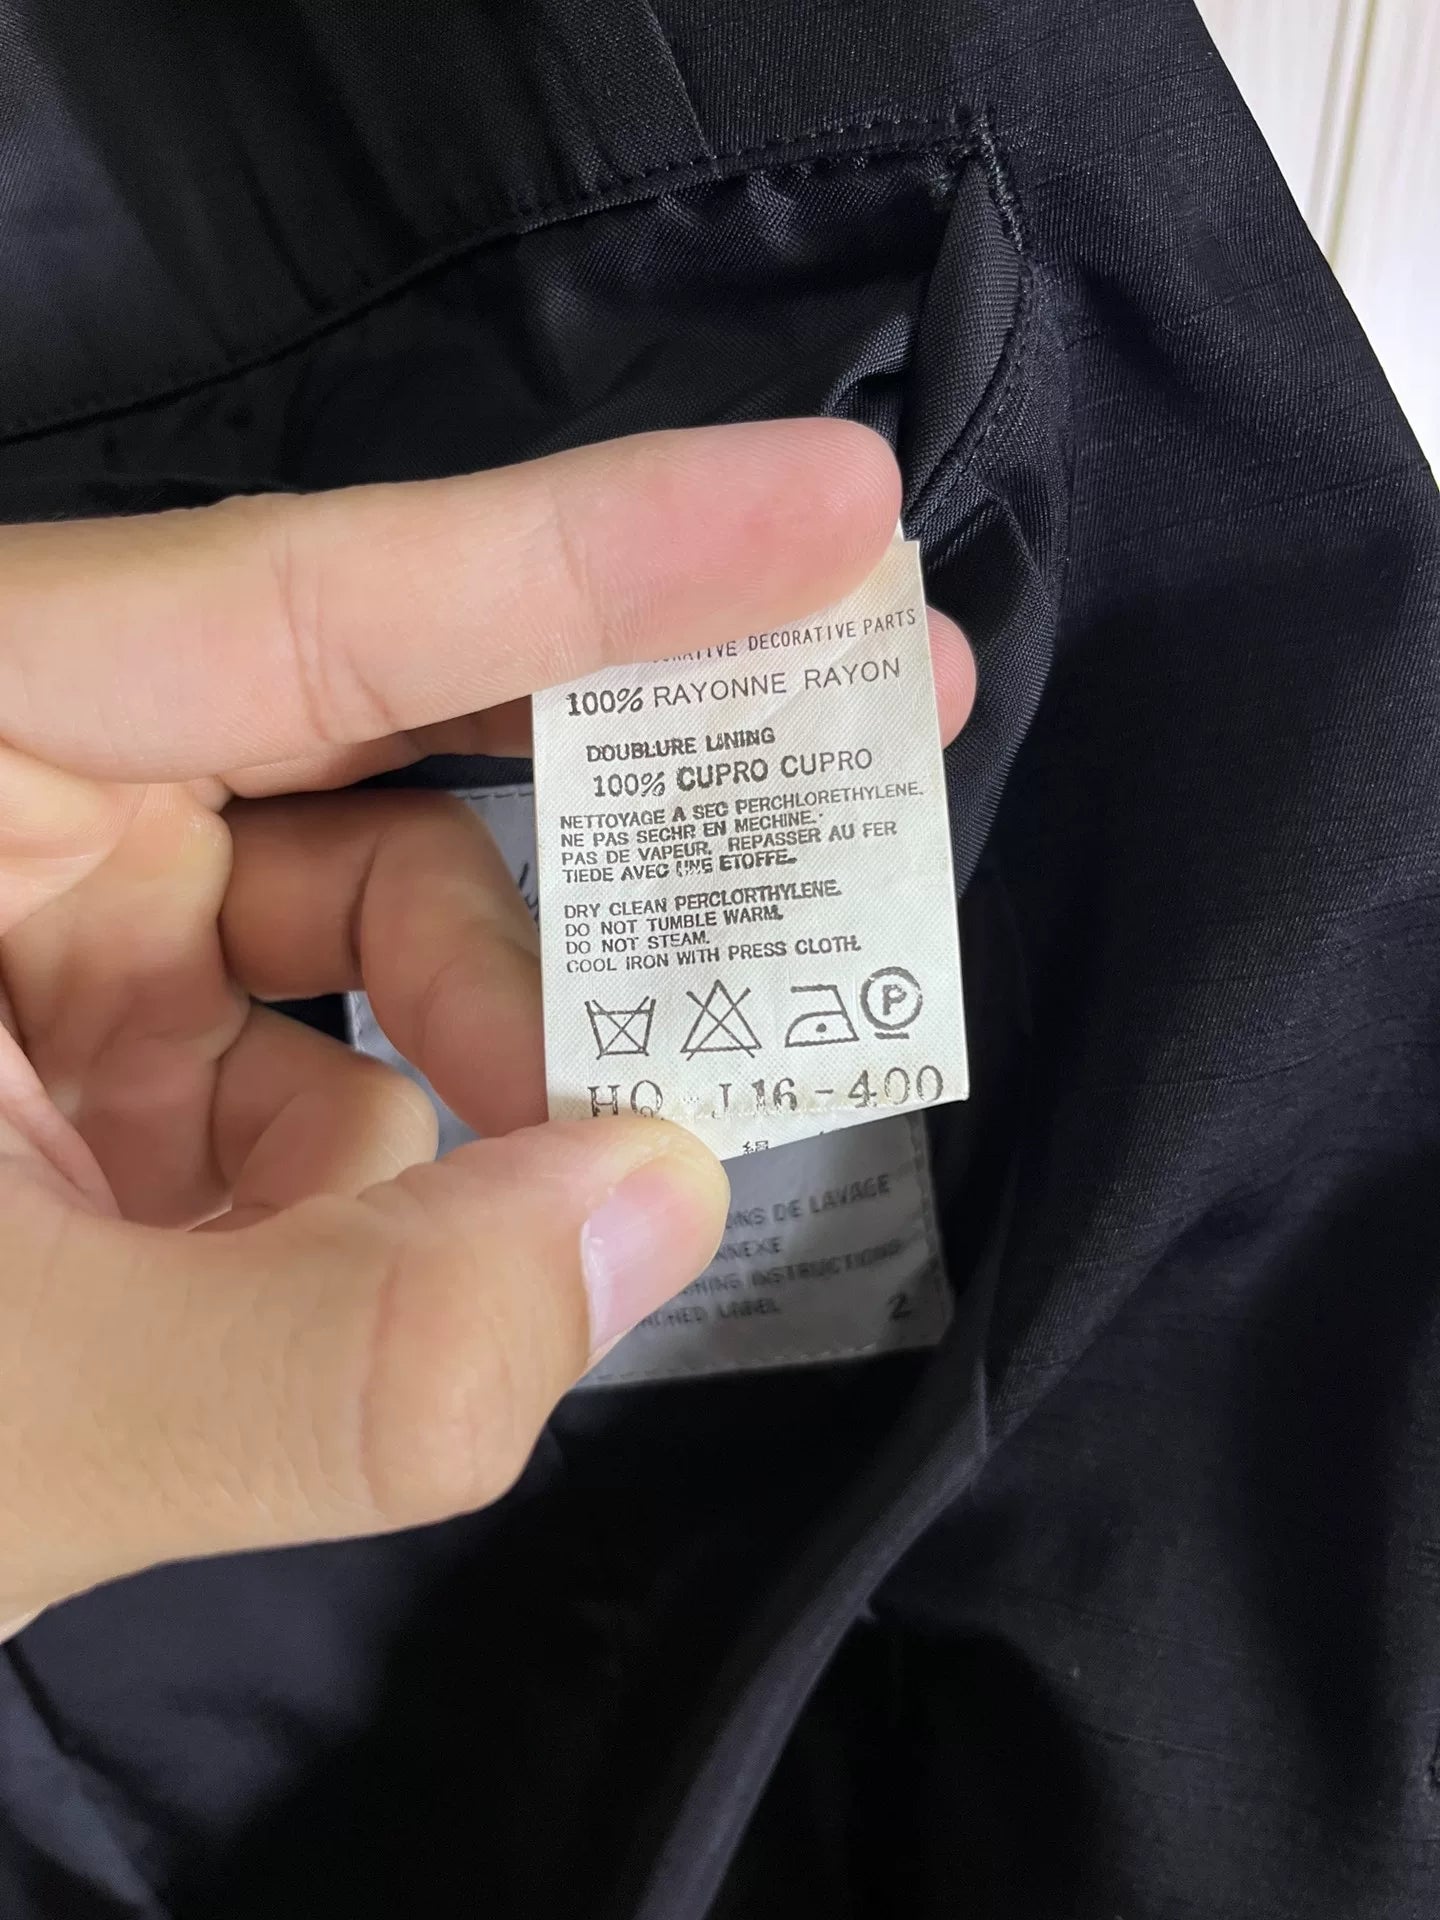 DECORATIVE PARTS
100% RAYONNE RAYON
DOUBLURE LINING
100% CUPRO CUPRO
NETTOYAGE A SEC PERCHLORETHYLENE.
NE PAS SECHR EN MECHINE.
PAS DE VAPEUR. REPASSER AU FER
TIEDE AVEC UNE ETOFFE.
DRY CLEAN PERCLORTHYLENE.
DO NOT TUMBLE WARM.
DO NOT STEAM.
COOL IRON WITH PRESS CLOTH.
P
HQ - J16-400
絹
DE LAVAGE
INSTRUCTIONS
LABEL 2